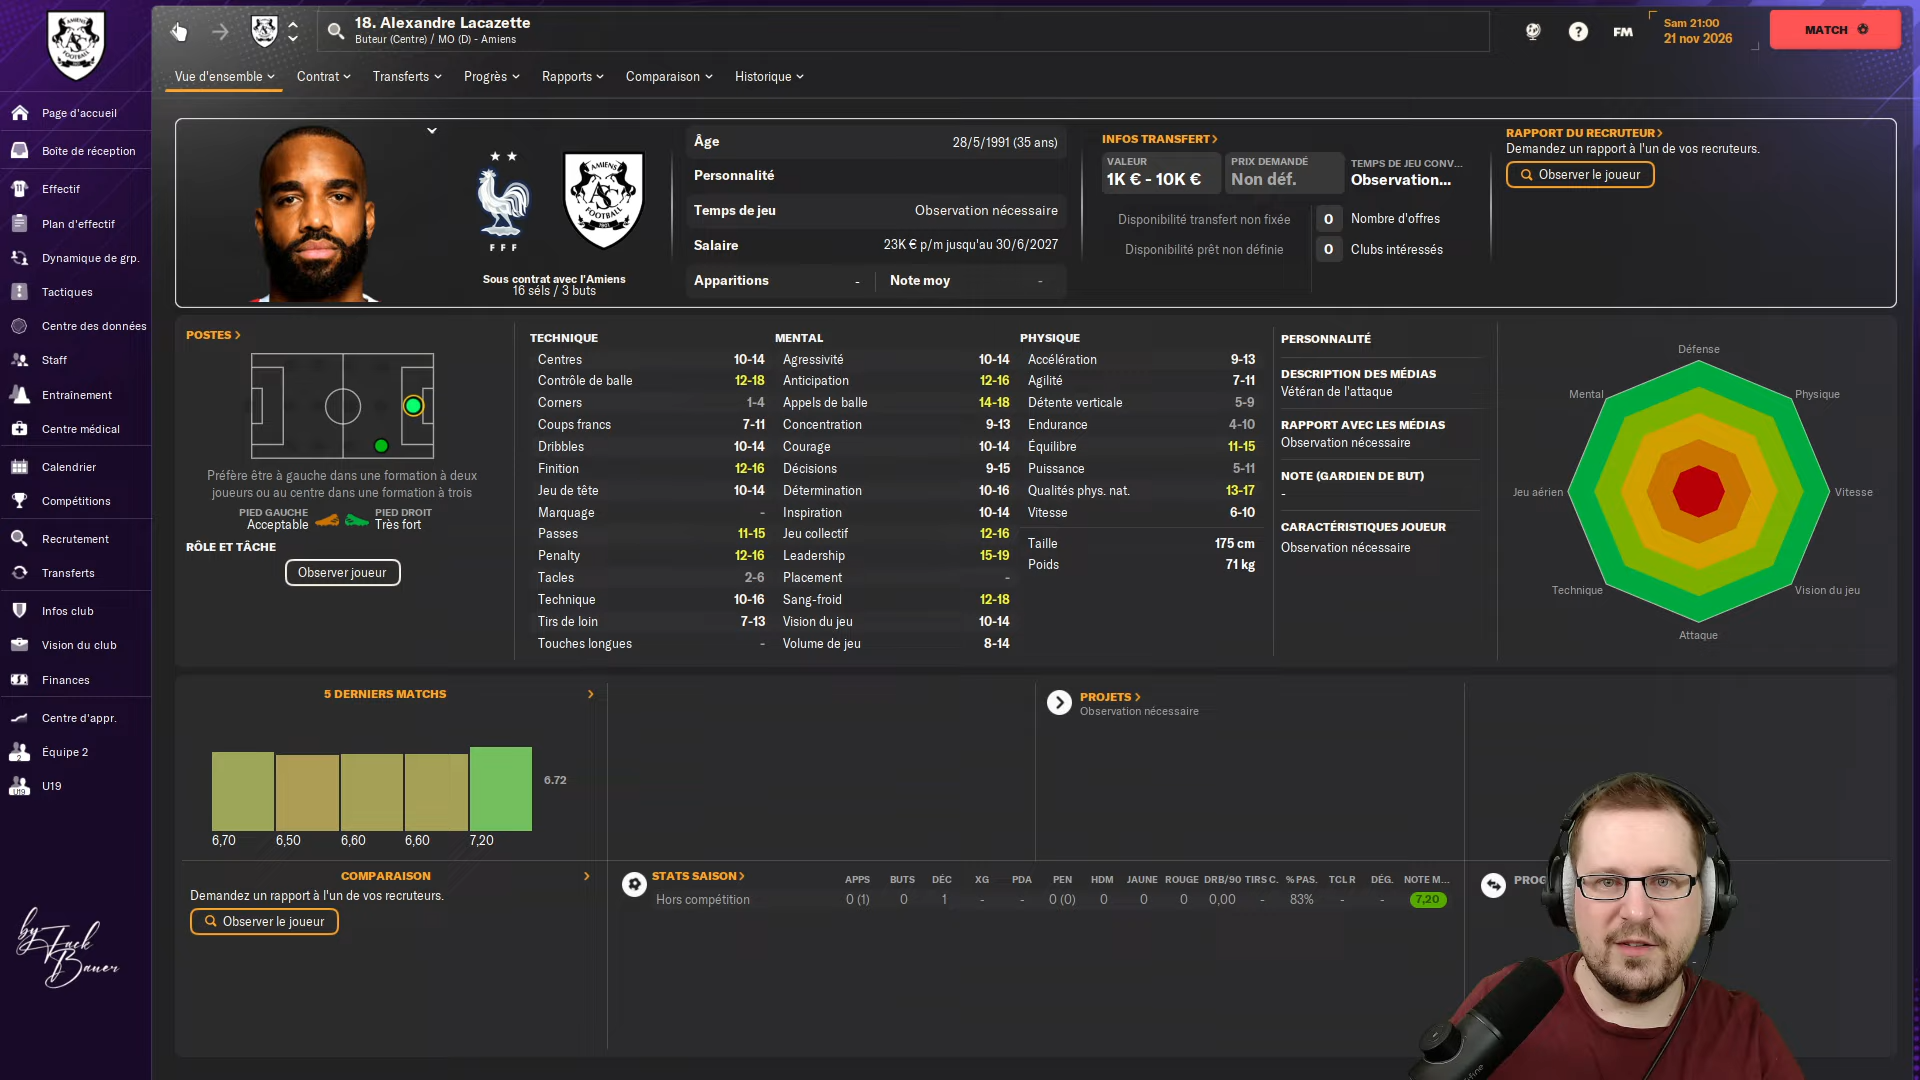 18. Alexandre Lacazette
Buteur (Centre) / MO (D) - Amiens
FM
Sam 21:00
21 nov 2026
MATCH
Vue d'ensemble
Contrat
Transferts
Progrès
Rapports
Comparaison
Historique
Page d'accueil
Boîte de réception
Effectif
Plan d'effectif
Dynamique de grp.
Tactiques
Centre des données
Staff
Entraînement
Centre médical
Calendrier
Compétitions
Recrutement
Transferts
Infos club
Vision du club
Finances
Centre d'appr.
Équipe 2
U19
by Jack
Bauer
FFF
AMIENS
FOOTBALL
Sous contrat avec l'Amiens
16 séls / 3 buts
Âge 28/5/1991 (35 ans)
Personnalité
Temps de jeu Observation nécessaire
Salaire 23K € p/m jusqu'au 30/6/2027
Apparitions - Note moy -
INFOS TRANSFERT
VALEUR
1K € - 10K €
PRIX DEMANDÉ
Non déf.
TEMPS DE JEU CONV...
Observation...
Disponibilité transfert non fixée
0 Nombre d'offres
Disponibilité prêt non définie
0 Clubs intéressés
RAPPORT DU RECRUTEUR
Demandez un rapport à l'un de vos recruteurs.
Observer le joueur
POSTES
Préfère être à gauche dans une formation à deux
joueurs ou au centre dans une formation à trois
PIED GAUCHE
Acceptable
PIED DROIT
Très fort
RÔLE ET TÂCHE
Observer joueur
TECHNIQUE
Centres 10-14
Contrôle de balle 12-18
Corners 1-4
Coups francs 7-11
Dribbles 10-14
Finition 12-16
Jeu de tête 10-14
Marquage -
Passes 11-15
Penalty 12-16
Tacles 2-6
Technique 10-16
Tirs de loin 7-13
Touches longues -
MENTAL
Agressivité 10-14
Anticipation 12-16
Appels de balle 14-18
Concentration 9-13
Courage 10-14
Décisions 9-15
Détermination 10-16
Inspiration 10-14
Jeu collectif 12-16
Leadership 15-19
Placement -
Sang-froid 12-18
Vision du jeu 10-14
Volume de jeu 8-14
PHYSIQUE
Accélération 9-13
Agilité 7-11
Détente verticale 5-9
Endurance 4-10
Équilibre 11-15
Puissance 5-11
Qualités phys. nat. 13-17
Vitesse 6-10
Taille 175 cm
Poids 71 kg
PERSONNALITÉ
DESCRIPTION DES MÉDIAS
Vétéran de l'attaque
RAPPORT AVEC LES MÉDIAS
Observation nécessaire
NOTE (GARDIEN DE BUT)
-
CARACTÉRISTIQUES JOUEUR
Observation nécessaire
Défense
Mental
Physique
Jeu aérien
Vitesse
Technique
Vision du jeu
Attaque
5 DERNIERS MATCHS
6.72
6,70 6,50 6,60 6,60 7,20
PROJETS
Observation nécessaire
COMPARAISON
Demandez un rapport à l'un de vos recruteurs.
Observer le joueur
STATS SAISON APPS BUTS DÉC XG PDA PEN HDM JAUNE ROUGE DRB/90 TIRS C. % PAS. TCL R DÉG. NOTE M...
Hors compétition 0 (1) 0 1 - - 0 (0) 0 0 0 0,00 - 83% - - 7,20
PROG